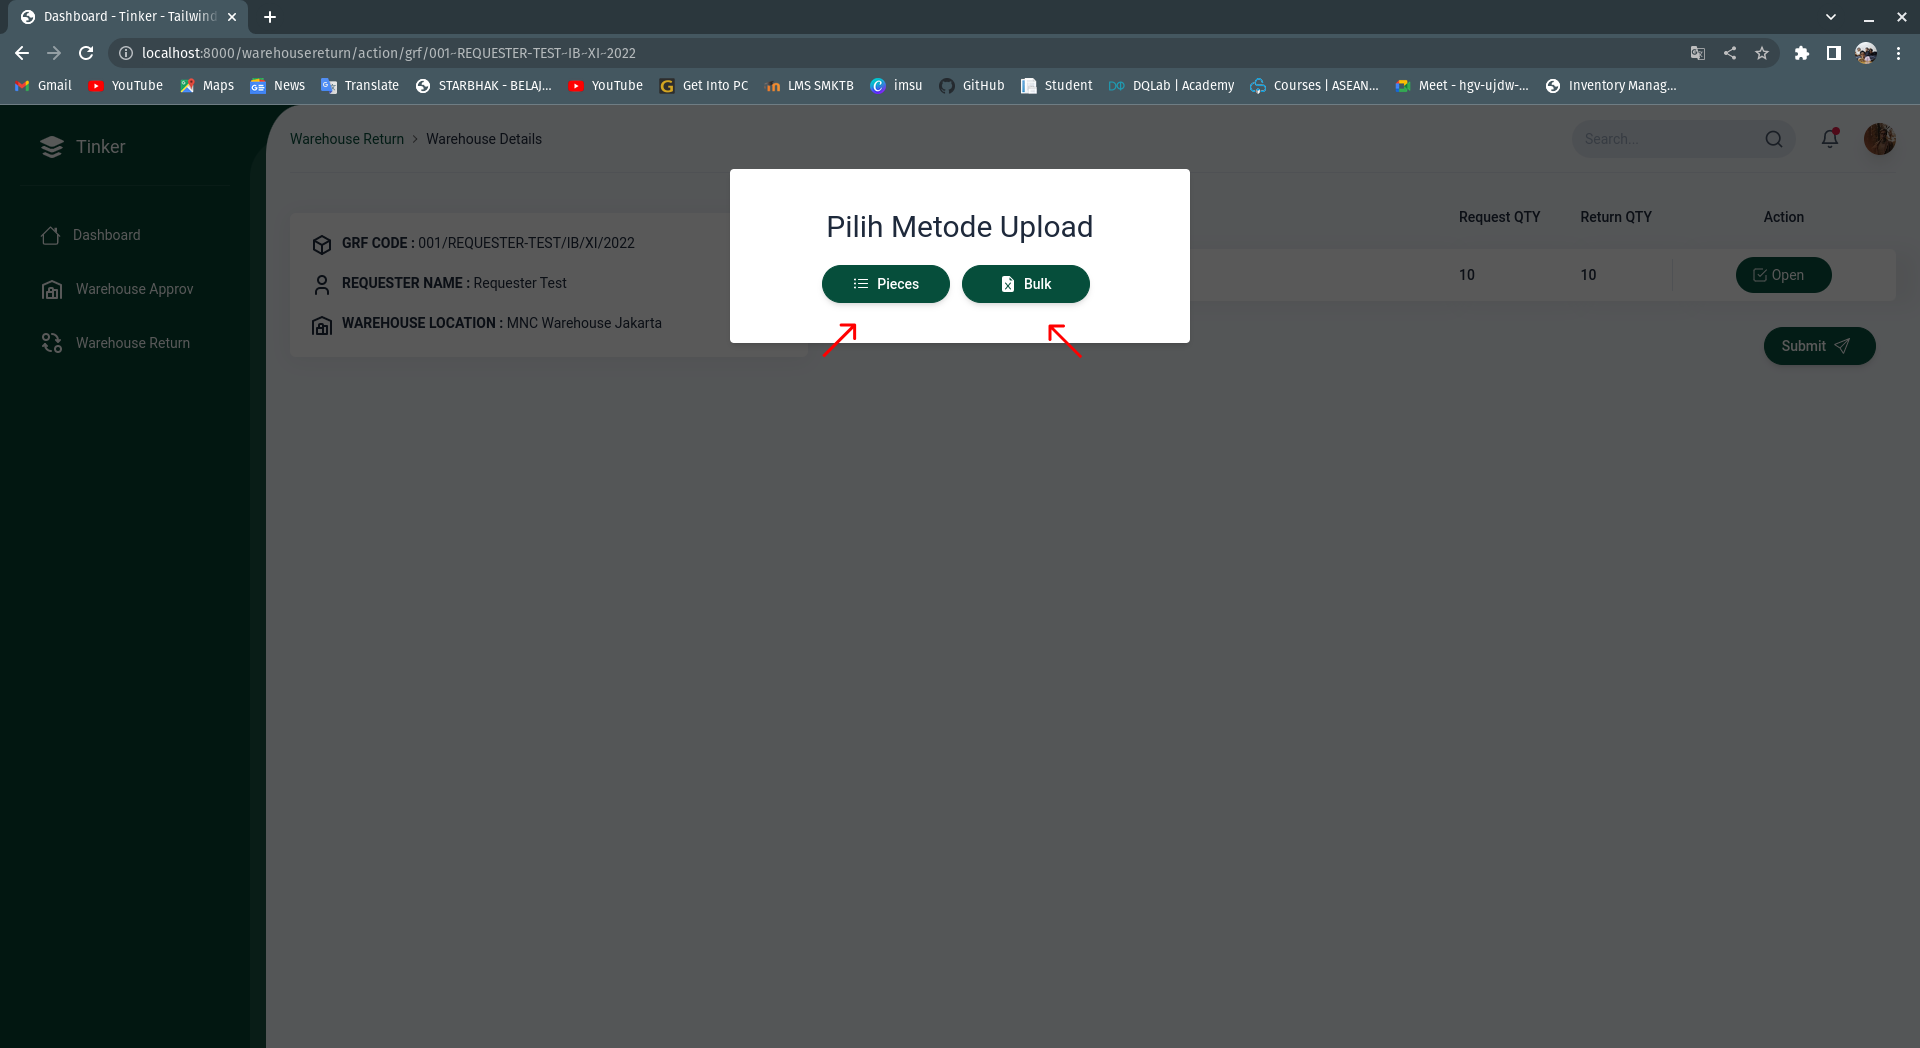 Dashboard - Tinker - Tailwind
localhost:8000/warehousereturn/action/grf/001~REQUESTER-TEST~IB~XI~2022
Gmail YouTube Maps News Translate STARBHAK - BELAJ... YouTube Get Into PC LMS SMKTB imsu GitHub Student DQLab | Academy Courses | ASEAN... Meet - hgv-ujdw-... Inventory Manag...
Tinker
Dashboard
Warehouse Approv
Warehouse Return
Warehouse Return > Warehouse Details
Search...
GRF CODE : 001/REQUESTER-TEST/IB/XI/2022
REQUESTER NAME : Requester Test
WAREHOUSE LOCATION : MNC Warehouse Jakarta
Pilih Metode Upload
Pieces Bulk
Request QTY Return QTY Action
10 10 Open
Submit